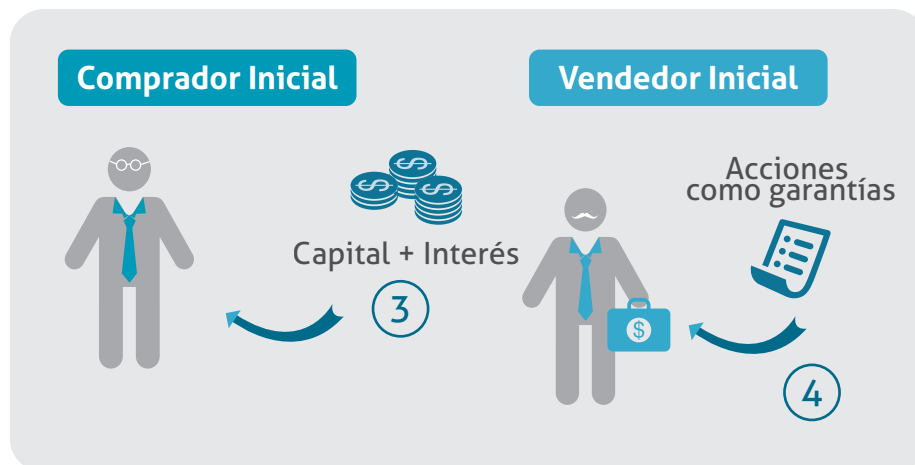 Comprador Inicial
Vendedor Inicial
Acciones
como garantías
Capital + Interés
3
$
4